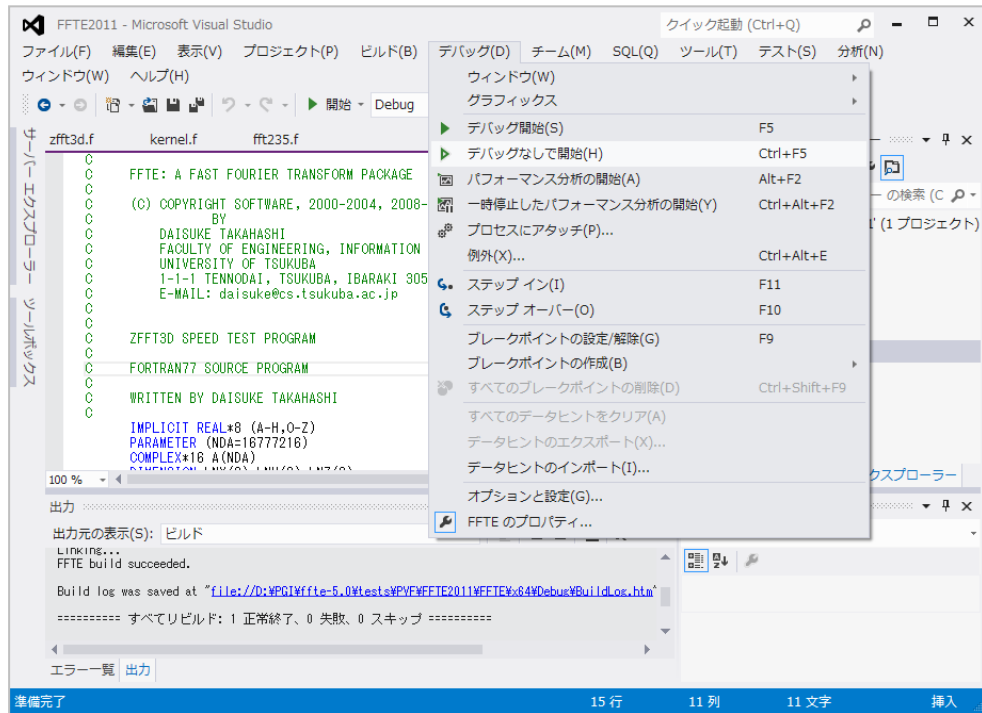 FFTE2011 - Microsoft Visual Studio
クイック起動 (Ctrl+Q)
ファイル(F) 編集(E) 表示(V) プロジェクト(P) ビルド(B) デバッグ(D) チーム(M) SQL(Q) ツール(T) テスト(S) 分析(N)
ウィンドウ(W) ヘルプ(H)
開始 Debug
サーバー エクスプローラー
ツールボックス
zfft3d.f kernel.f fft235.f
C
C FFTE: A FAST FOURIER TRANSFORM PACKAGE
C
C (C) COPYRIGHT SOFTWARE, 2000-2004, 2008-
C BY
C DAISUKE TAKAHASHI
C FACULTY OF ENGINEERING, INFORMATION
C UNIVERSITY OF TSUKUBA
C 1-1-1 TENNODAI, TSUKUBA, IBARAKI 305
C E-MAIL: daisuke@cs.tsukuba.ac.jp
C
C
C ZFFT3D SPEED TEST PROGRAM
C
C FORTRAN77 SOURCE PROGRAM
C
C WRITTEN BY DAISUKE TAKAHASHI
C
IMPLICIT REAL*8 (A-H,O-Z)
PARAMETER (NDA=16777216)
COMPLEX*16 A(NDA)
100 %
ウィンドウ(W)
グラフィックス
デバッグ開始(S) F5
デバッグなしで開始(H) Ctrl+F5
パフォーマンス分析の開始(A) Alt+F2
一時停止したパフォーマンス分析の開始(Y) Ctrl+Alt+F2
プロセスにアタッチ(P)...
例外(X)... Ctrl+Alt+E
ステップ イン(I) F11
ステップ オーバー(O) F10
ブレークポイントの設定/解除(G) F9
ブレークポイントの作成(B)
すべてのブレークポイントの削除(D) Ctrl+Shift+F9
すべてのデータヒントをクリア(A)
データヒントのエクスポート(X)...
データヒントのインポート(I)...
オプションと設定(G)...
FFTE のプロパティ...
ー の検索 (C
(1 プロジェクト)
クスプローラー
出力
出力元の表示(S): ビルド
Linking...
FFTE build succeeded.
Build log was saved at "file://D:¥PGI¥ffte-5.0¥tests¥PVF¥FFTE2011¥FFTE¥x64¥Debug¥BuildLog.htm"
========== すべてリビルド: 1 正常終了、0 失敗、0 スキップ ==========
エラー一覧 出力
準備完了 15 行 11 列 11 文字 挿入